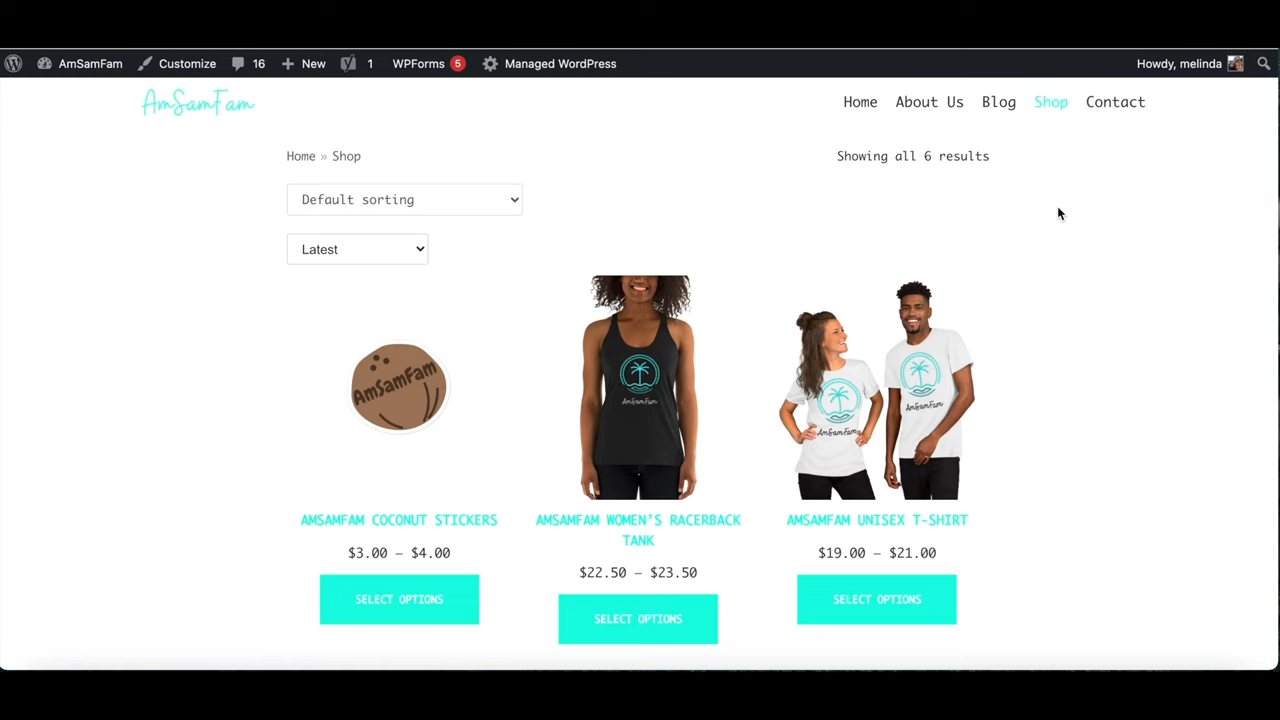 AmSamFam Customize 16 New 1 WPForms 5 Managed WordPress Howdy, melinda
AmSamFam Home About Us Blog Shop Contact
Home » Shop Showing all 6 results
Default sorting
Latest
AmSamFam
AmSamFam
AmSamFam
AmSamFam
AMSAMFAM COCONUT STICKERS
$3.00 – $4.00
SELECT OPTIONS
AMSAMFAM WOMEN'S RACERBACK
TANK
$22.50 – $23.50
SELECT OPTIONS
AMSAMFAM UNISEX T-SHIRT
$19.00 – $21.00
SELECT OPTIONS